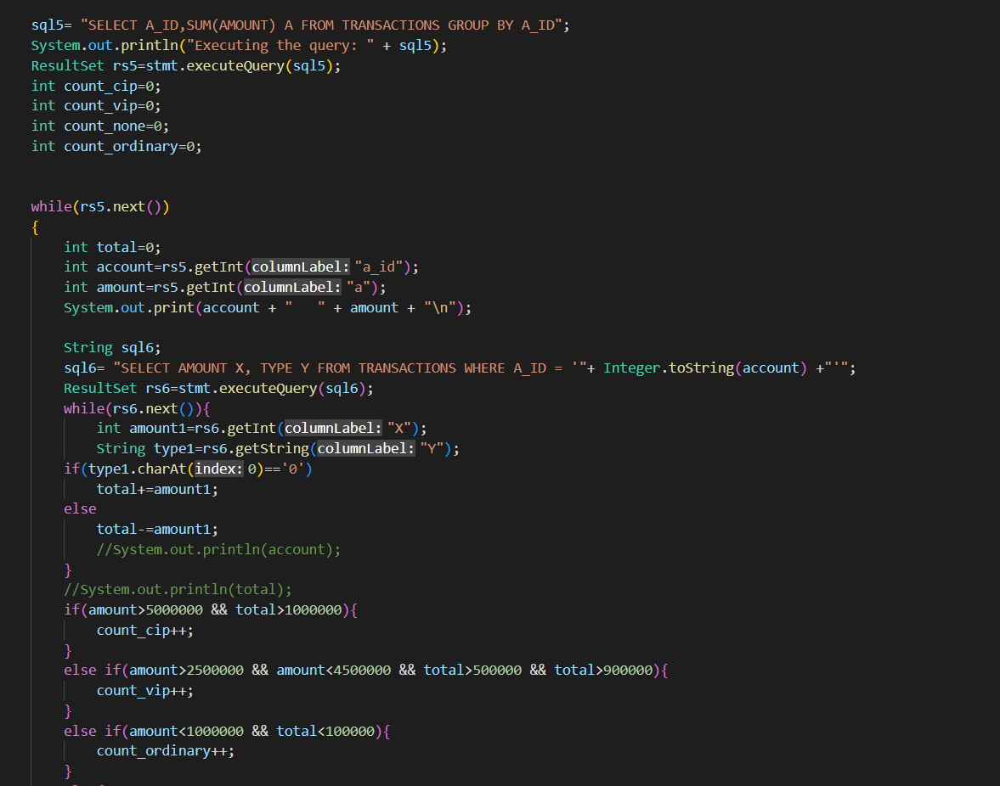 sql5= "SELECT A_ID,SUM(AMOUNT) A FROM TRANSACTIONS GROUP BY A_ID";
System.out.println("Executing the query: " + sql5);
ResultSet rs5=stmt.executeQuery(sql5);
int count_cip=0;
int count_vip=0;
int count_none=0;
int count_ordinary=0;
while(rs5.next())
{
int total=0;
int account=rs5.getInt(columnLabel: "a_id");
int amount=rs5.getInt(columnLabel: "a");
System.out.print(account + "   " + amount + "\n");
String sql6;
sql6= "SELECT AMOUNT X, TYPE Y FROM TRANSACTIONS WHERE A_ID = '"+ Integer.toString(account) +"'";
ResultSet rs6=stmt.executeQuery(sql6);
while(rs6.next()){
int amount1=rs6.getInt(columnLabel: "X");
String type1=rs6.getString(columnLabel: "Y");
if(type1.charAt(index: 0)=='0')
total+=amount1;
else
total-=amount1;
//System.out.println(account);
}
//System.out.println(total);
if(amount>5000000 && total>1000000){
count_cip++;
}
else if(amount>2500000 && amount<4500000 && total>500000 && total>900000){
count_vip++;
}
else if(amount<1000000 && total<100000){
count_ordinary++;
}